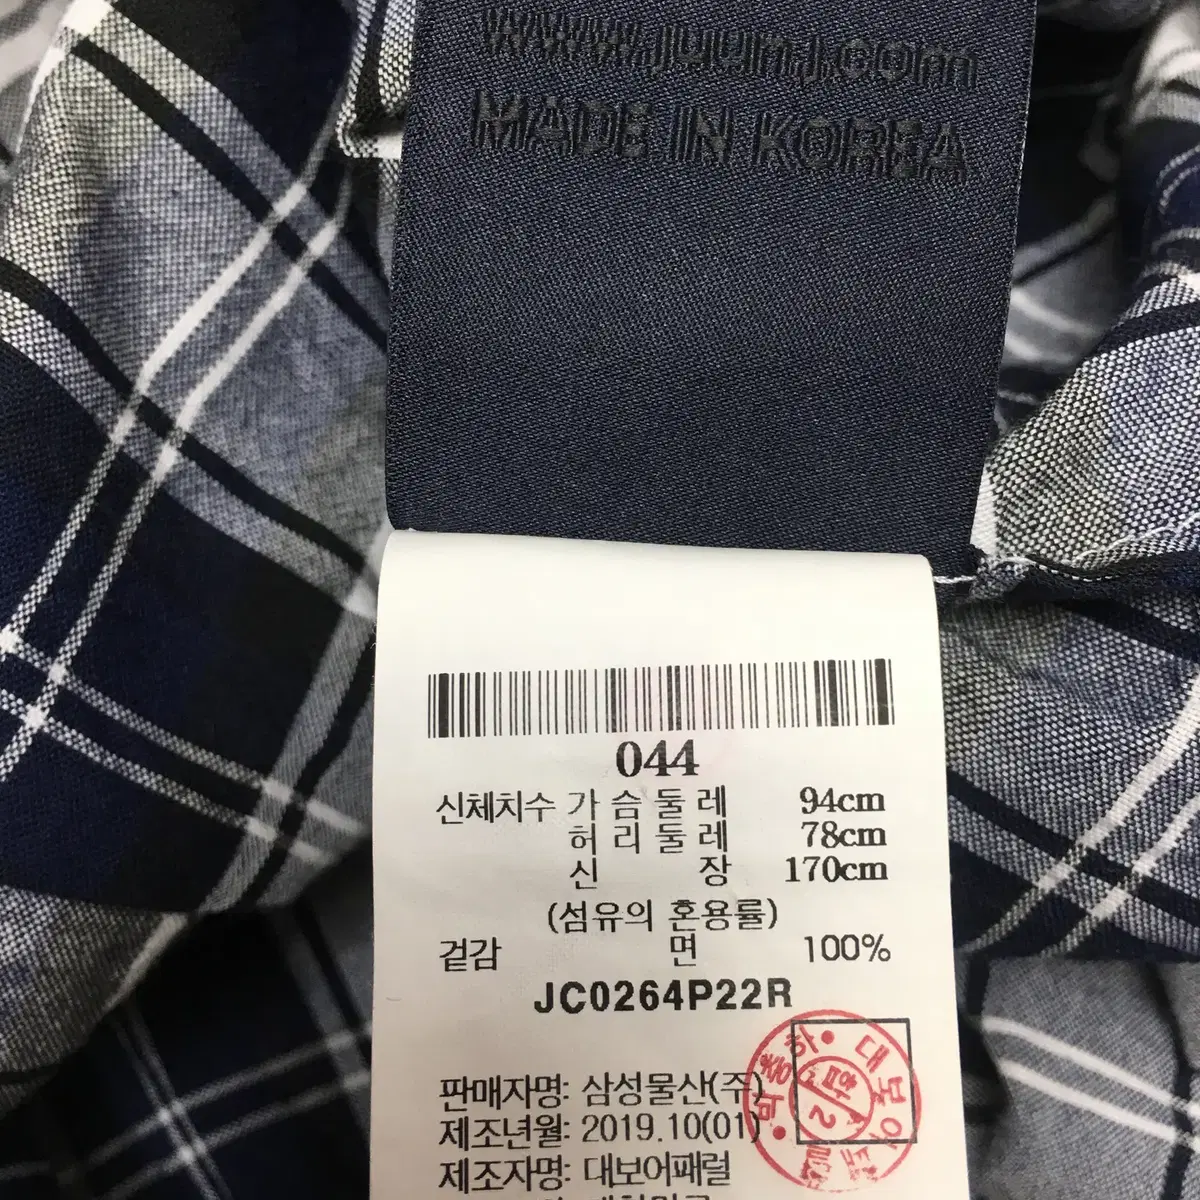 www.juunj.com
MADE IN KOREA
044
신체치수 가 슴 둘 레 94cm
허 리 둘 레 78cm
신 장 170cm
(섬유의 혼용률)
겉감 면 100%
JC0264P22R
판매자명: 삼성물산(주)
제조년월: 2019.10(01)
제조자명: 대보어패럴